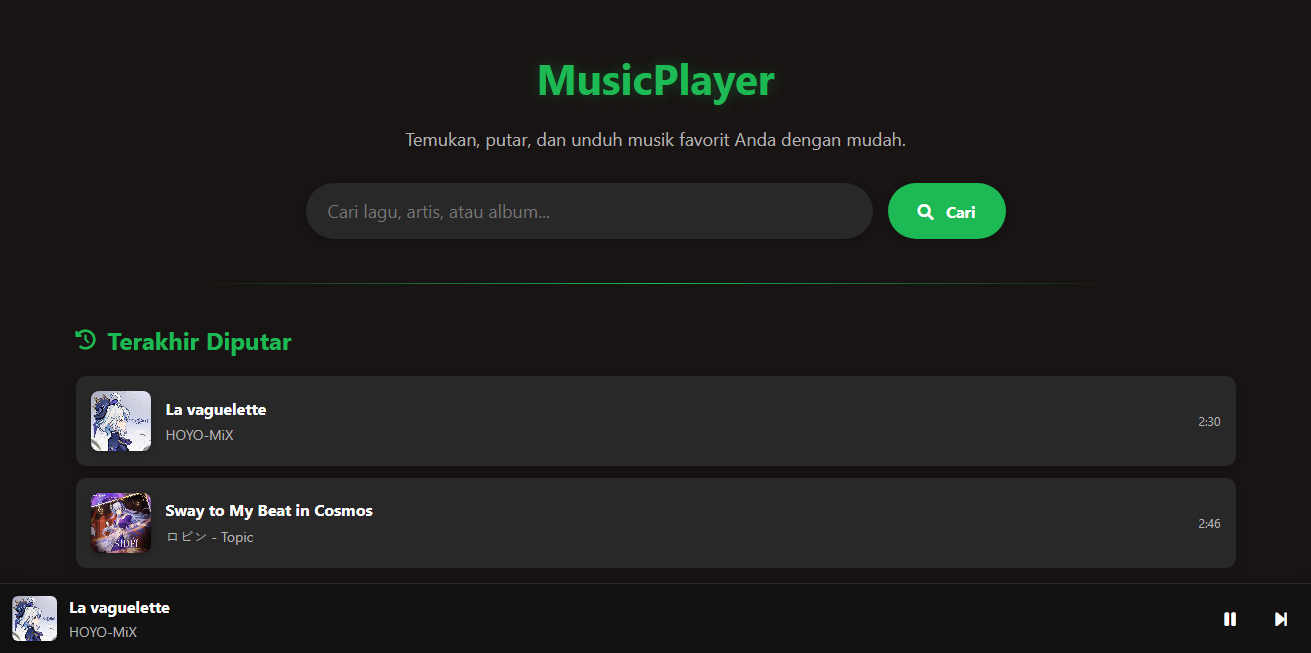 MusicPlayer
Temukan, putar, dan unduh musik favorit Anda dengan mudah.
Cari lagu, artis, atau album...
Cari
Terakhir Diputar
La vaguelette
HOYO-MiX
2:30
Sway to My Beat in Cosmos
ロビン - Topic
2:46
La vaguelette
HOYO-MiX